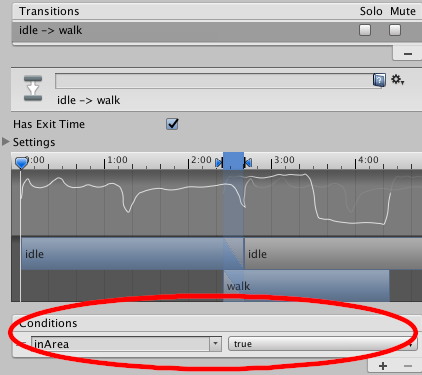 Transitions Solo Mute
idle -> walk
idle -> walk
Has Exit Time
Settings
0:00 1:00 2:00 3:00 4:00
idle idle
walk
Conditions
inArea true